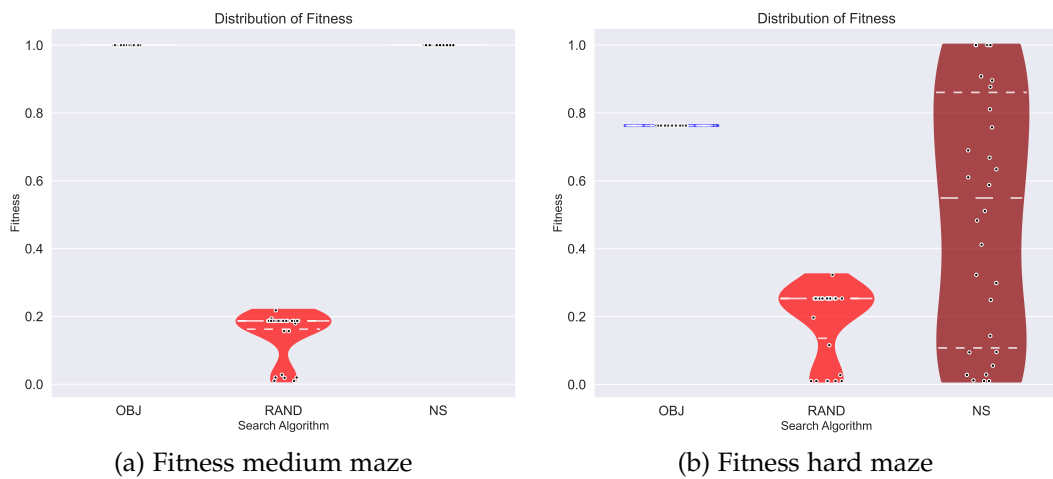 Distribution of Fitness
1.0
0.8
0.6
0.4
0.2
0.0
Fitness
OBJ RAND NS
Search Algorithm
(a) Fitness medium maze
Distribution of Fitness
1.0
0.8
0.6
0.4
0.2
0.0
Fitness
OBJ RAND NS
Search Algorithm
(b) Fitness hard maze